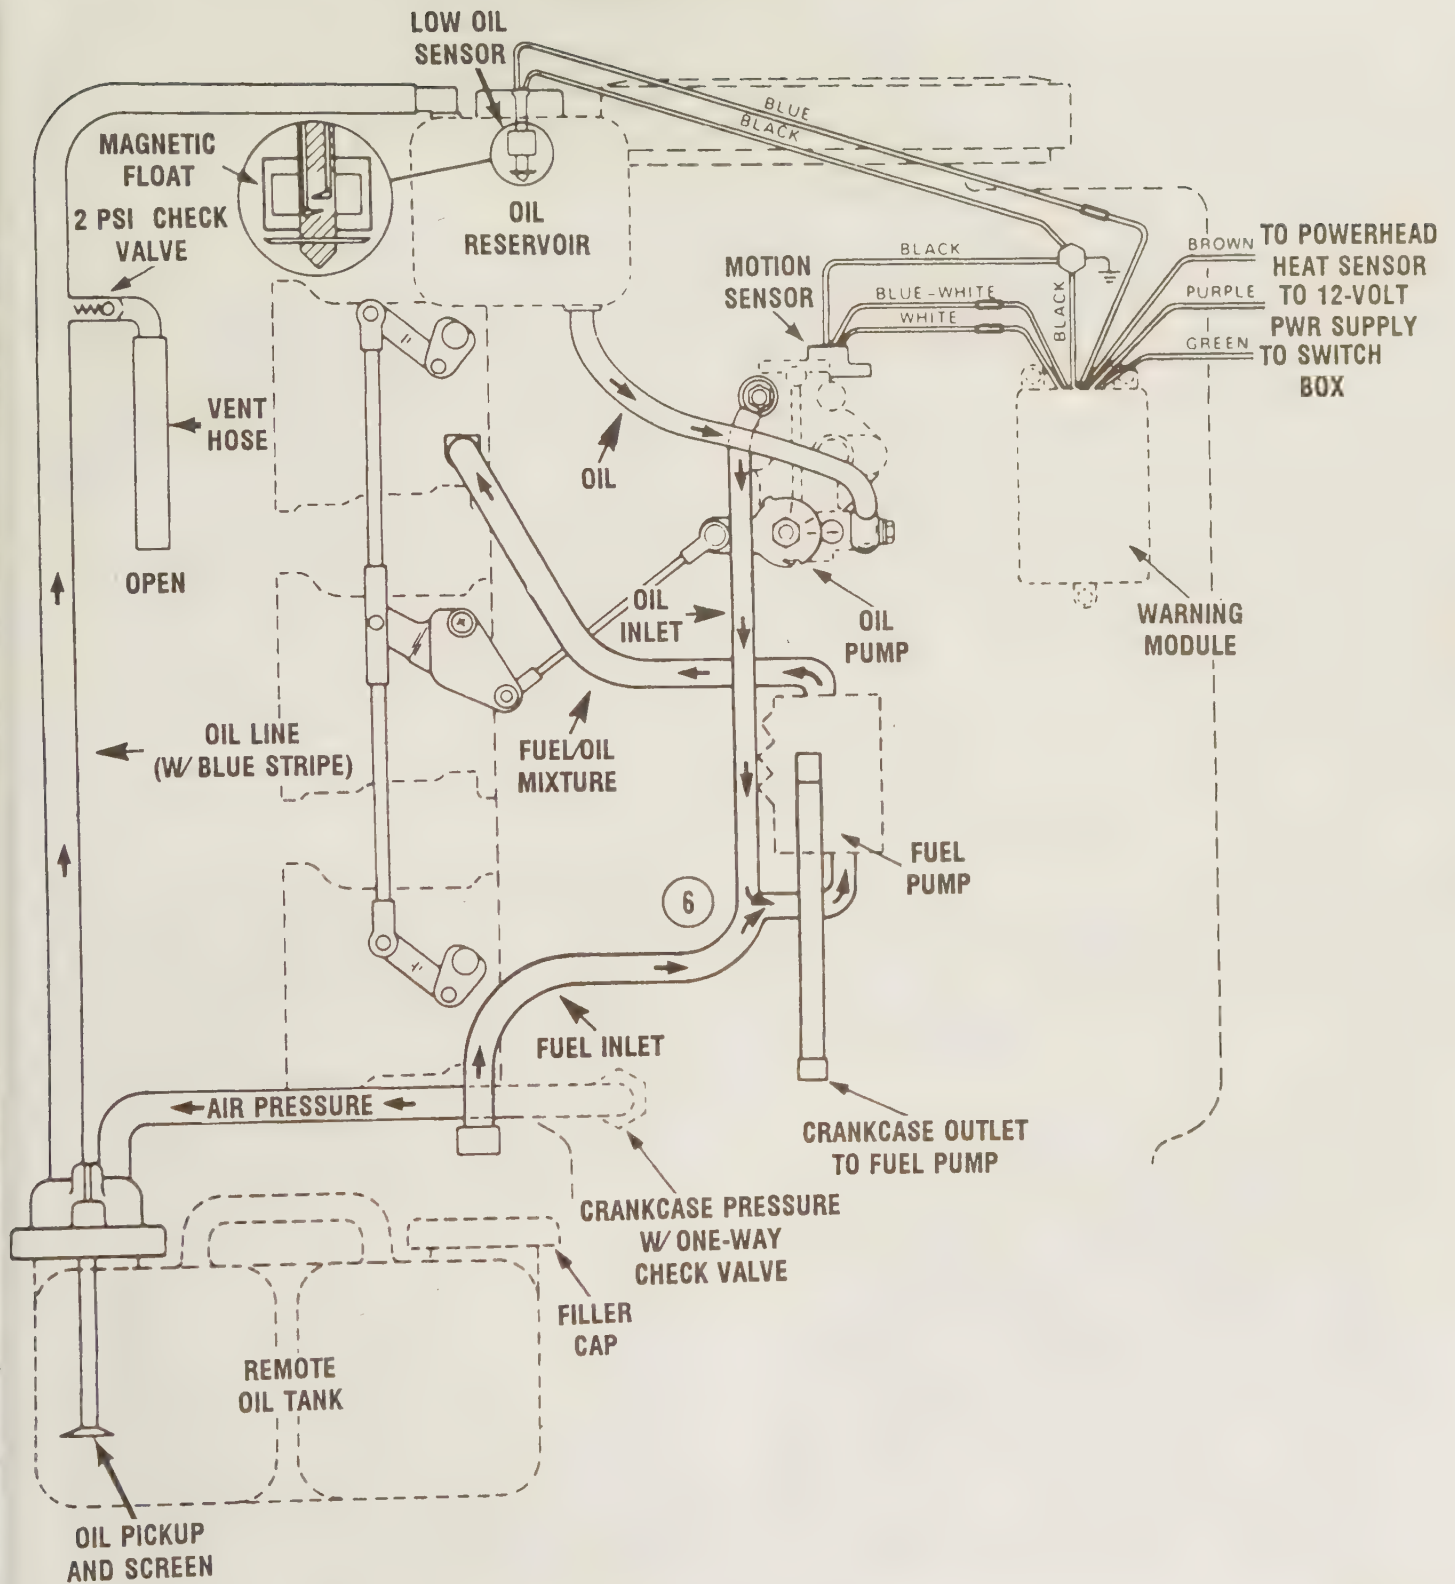 LOW OIL
SENSOR
BLUE
BLACK
MAGNETIC
FLOAT
2 PSI CHECK
VALVE
OIL
RESERVOIR
MOTION
SENSOR
BLACK
BLUE-WHITE
WHITE
BLACK
BROWN
TO POWERHEAD
HEAT SENSOR
PURPLE
TO 12-VOLT
PWR SUPPLY
GREEN
TO SWITCH
BOX
VENT
HOSE
OIL
OPEN
OIL
INLET
OIL
PUMP
WARNING
MODULE
OIL LINE
(W/ BLUE STRIPE)
FUEL/OIL
MIXTURE
FUEL
PUMP
6
FUEL INLET
AIR PRESSURE
CRANKCASE OUTLET
TO FUEL PUMP
CRANKCASE PRESSURE
W/ ONE-WAY
CHECK VALVE
FILLER
CAP
REMOTE
OIL TANK
OIL PICKUP
AND SCREEN